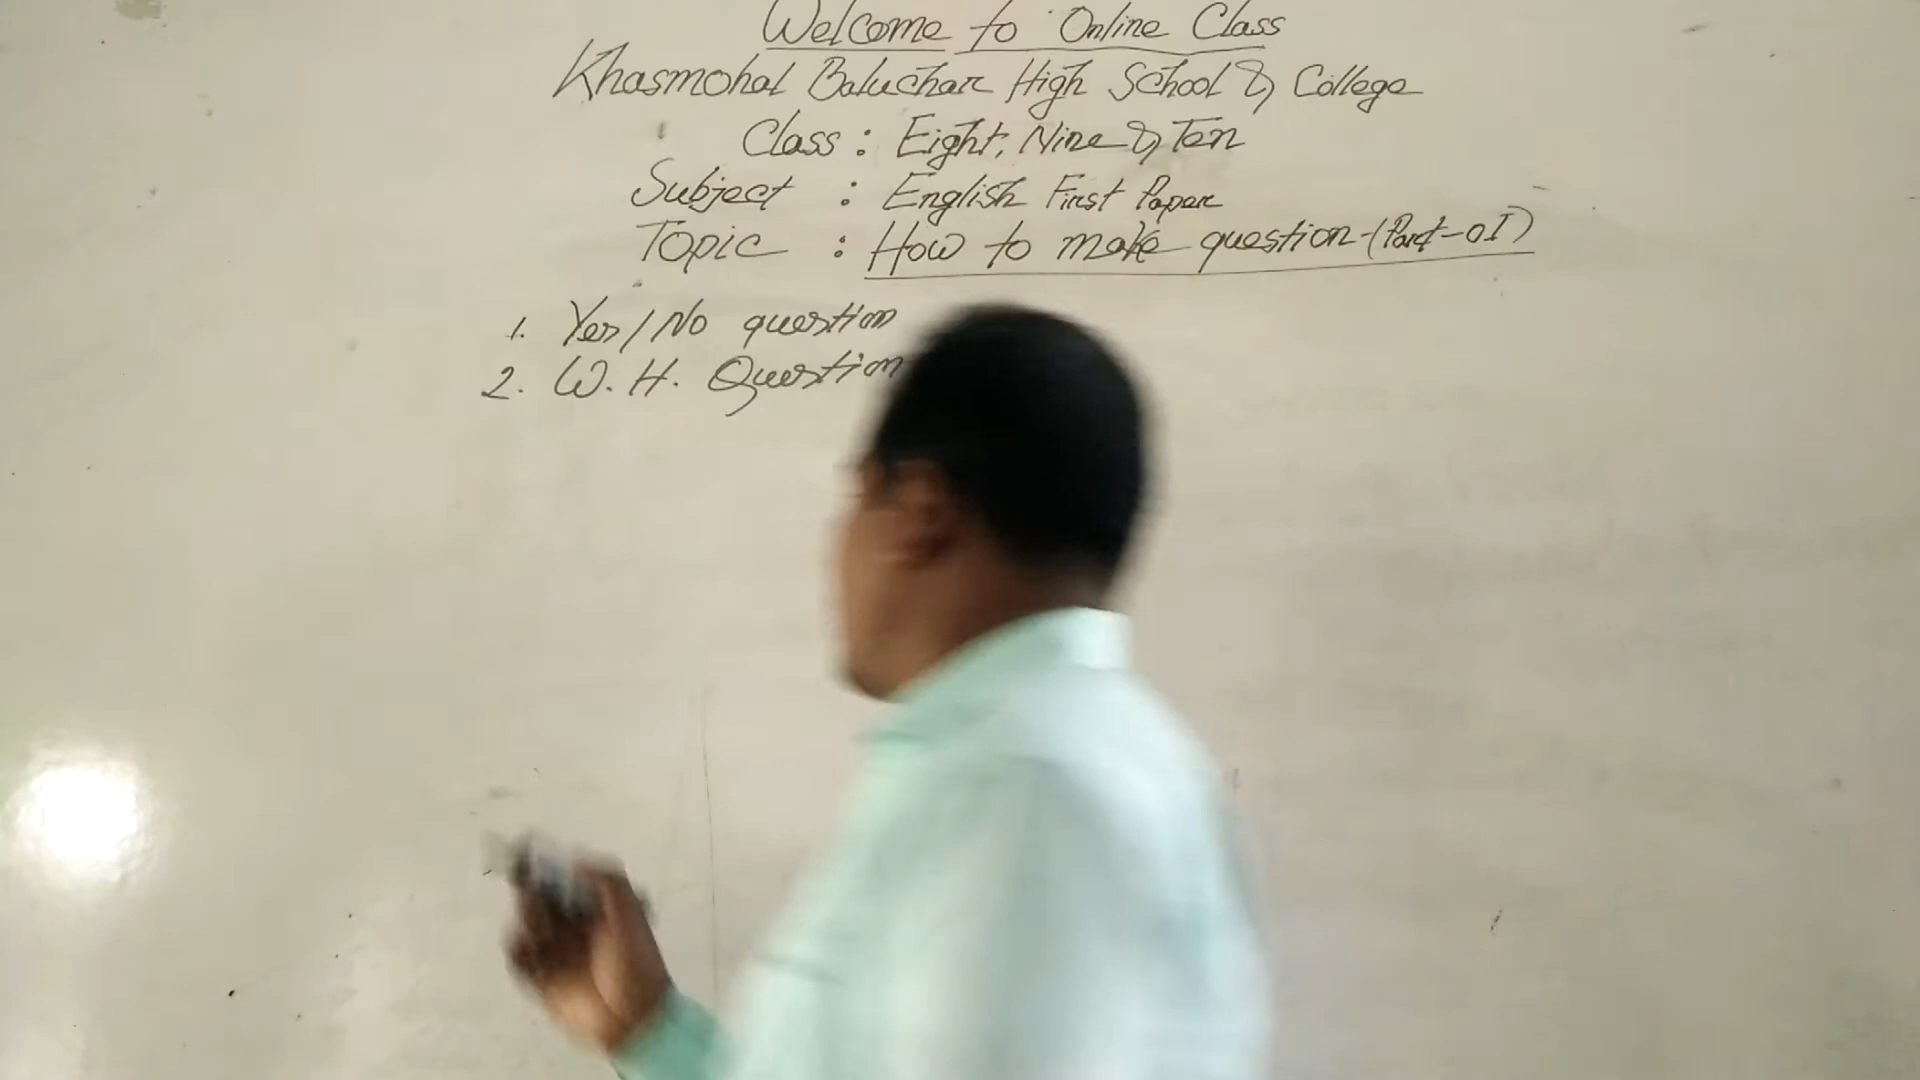 Welcome to Online Class
Khasmohal Baluchar High School & College
Class : Eight, Nine & Ten
Subject : English First Paper
Topic : How to make question-(Part-01)
1. Yes/No question
2. W.H. Question